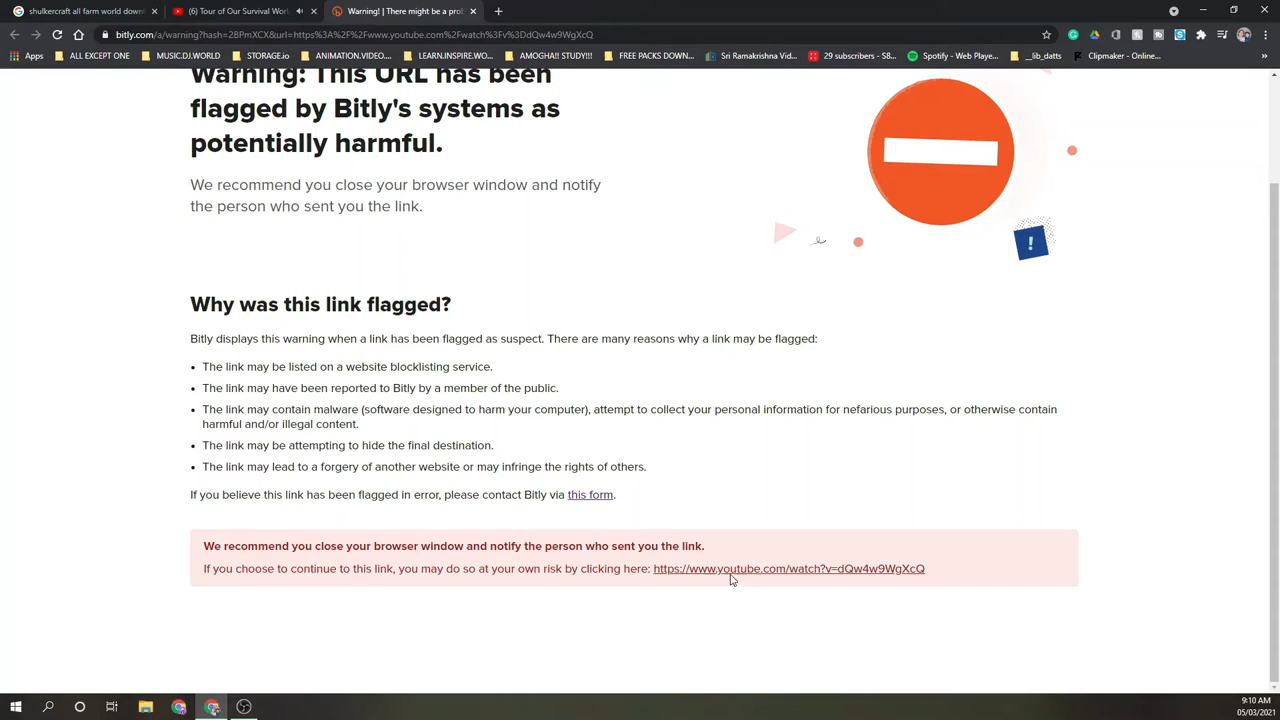 shulkercraft all farm world down
(6) Tour of Our Survival Worl
Warning! | There might be a prob
bitly.com/a/warning?hash=2BPmXCX&url=https%3A%2F%2Fwww.youtube.com%2Fwatch%3Fv%3DdQw4w9WgXcQ
Apps ALL EXCEPT ONE MUSIC.DJ.WORLD STORAGE.io ANIMATION.VIDEO.... LEARN.INSPIRE.WO... AMOGHA!! STUDY!!! FREE PACKS DOWN... Sri Ramakrishna Vid... 29 subscribers - S8... Spotify - Web Playe... __lib_datts Clipmaker - Online... »
Warning: This URL has been
flagged by Bitly's systems as
potentially harmful.
We recommend you close your browser window and notify
the person who sent you the link.
!
Why was this link flagged?
Bitly displays this warning when a link has been flagged as suspect. There are many reasons why a link may be flagged:
• The link may be listed on a website blocklisting service.
• The link may have been reported to Bitly by a member of the public.
• The link may contain malware (software designed to harm your computer), attempt to collect your personal information for nefarious purposes, or otherwise contain
harmful and/or illegal content.
• The link may be attempting to hide the final destination.
• The link may lead to a forgery of another website or may infringe the rights of others.
If you believe this link has been flagged in error, please contact Bitly via this form.
We recommend you close your browser window and notify the person who sent you the link.
If you choose to continue to this link, you may do so at your own risk by clicking here: https://www.youtube.com/watch?v=dQw4w9WgXcQ
9:10 AM
05/03/2021